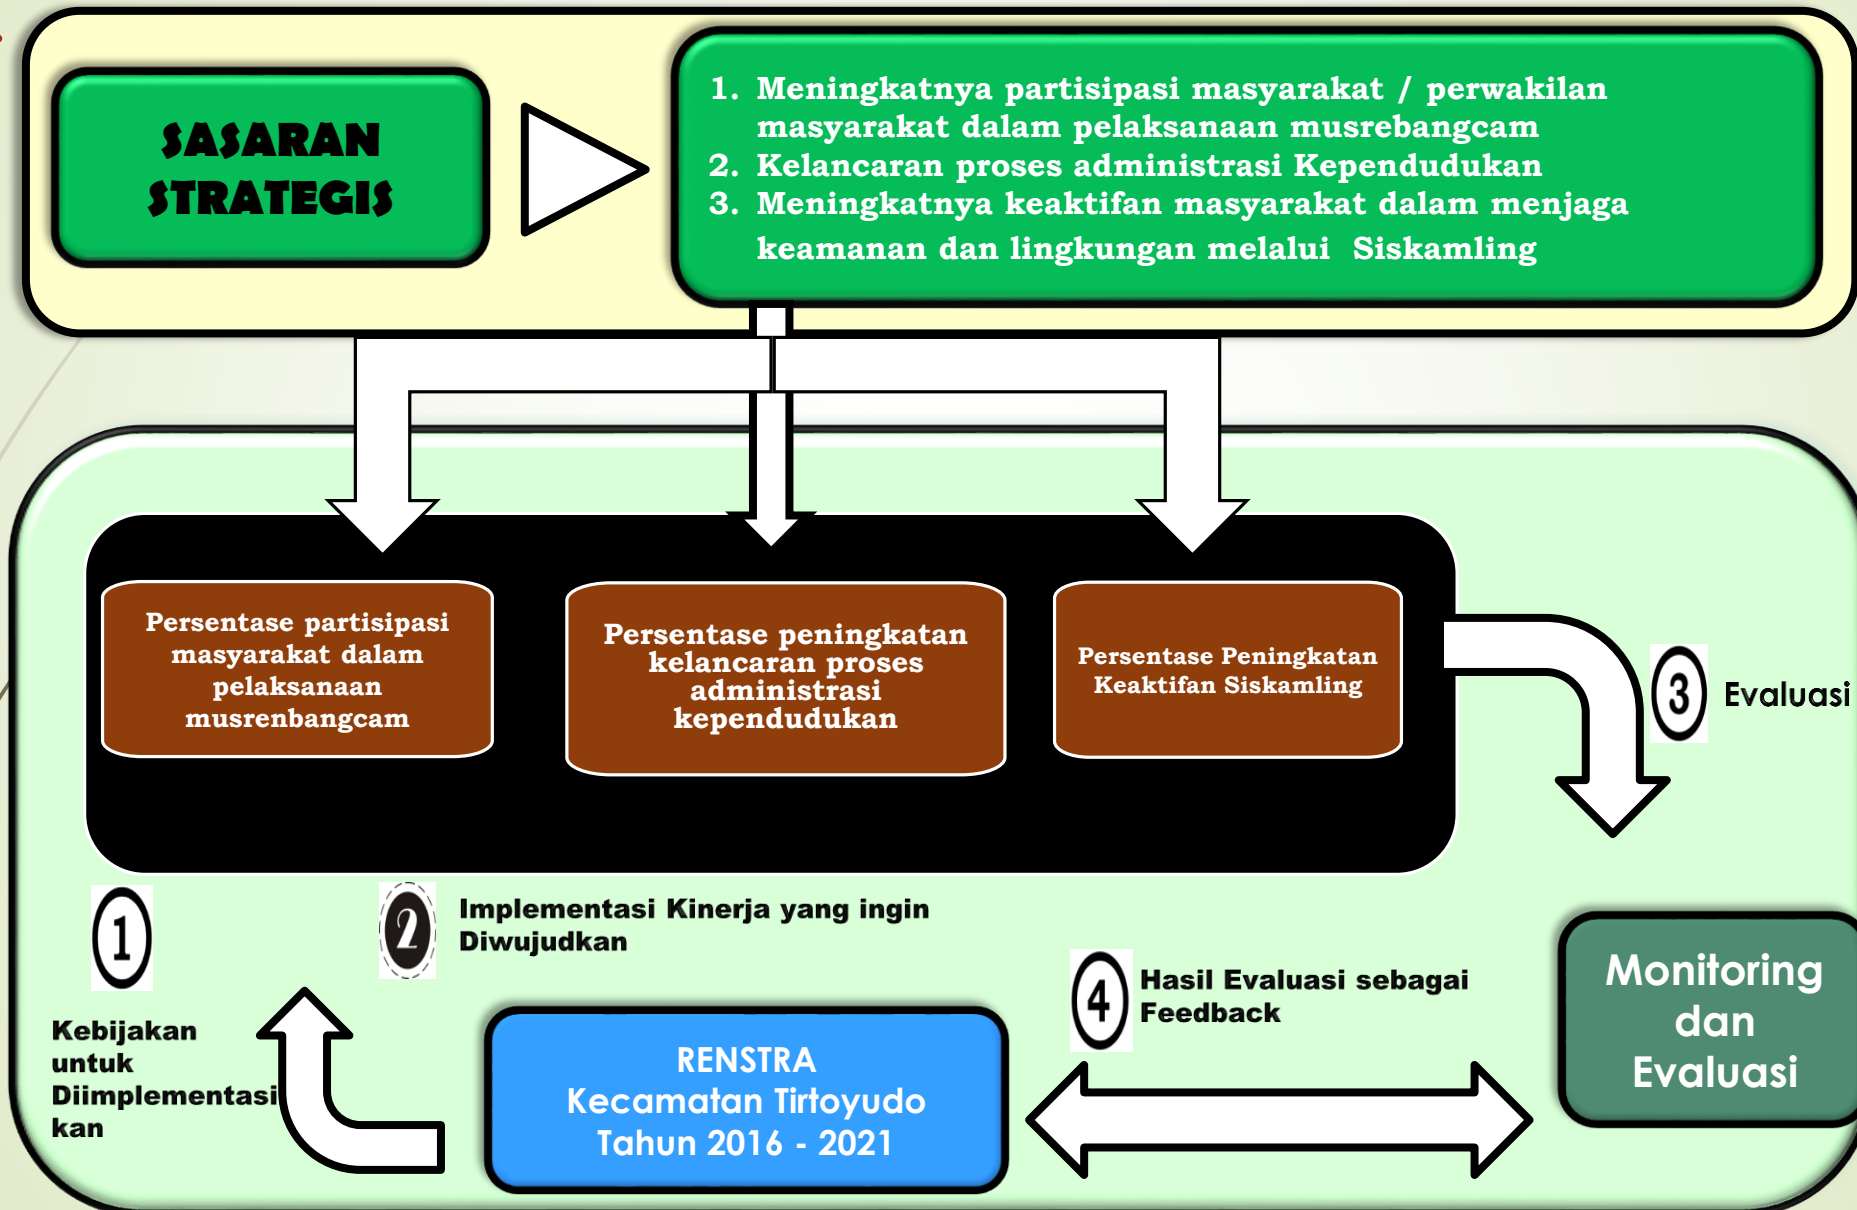 SASARAN
STRATEGIS
1. Meningkatnya partisipasi masyarakat / perwakilan
masyarakat dalam pelaksanaan musrebangcam
2. Kelancaran proses administrasi Kependudukan
3. Meningkatnya keaktifan masyarakat dalam menjaga
keamanan dan lingkungan melalui Siskamling
Persentase partisipasi
masyarakat dalam
pelaksanaan
musrenbangcam
Persentase peningkatan
kelancaran proses
administrasi
kependudukan
Persentase Peningkatan
Keaktifan Siskamling
3
Evaluasi
1
Kebijakan
untuk
Diimplementasi
kan
2
Implementasi Kinerja yang ingin
Diwujudkan
RENSTRA
Kecamatan Tirtoyudo
Tahun 2016 - 2021
4
Hasil Evaluasi sebagai
Feedback
Monitoring
dan
Evaluasi